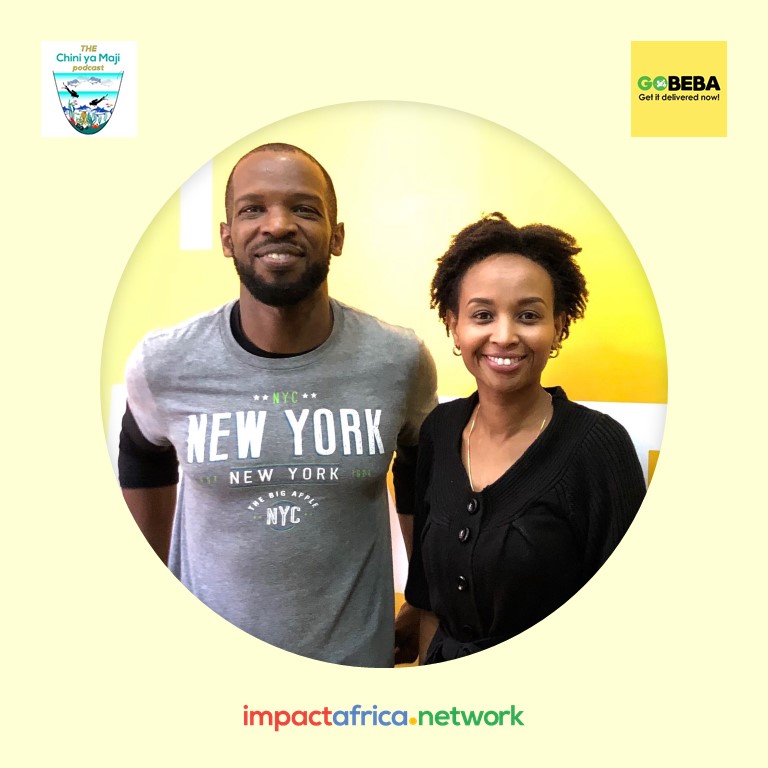 THE
Chini ya Maji
podcast
GOBEBA
Get it delivered now!
★★NYC★★
NEW YORK
NEW YORK
THE BIG APPLE
NYC
impactafrica.network